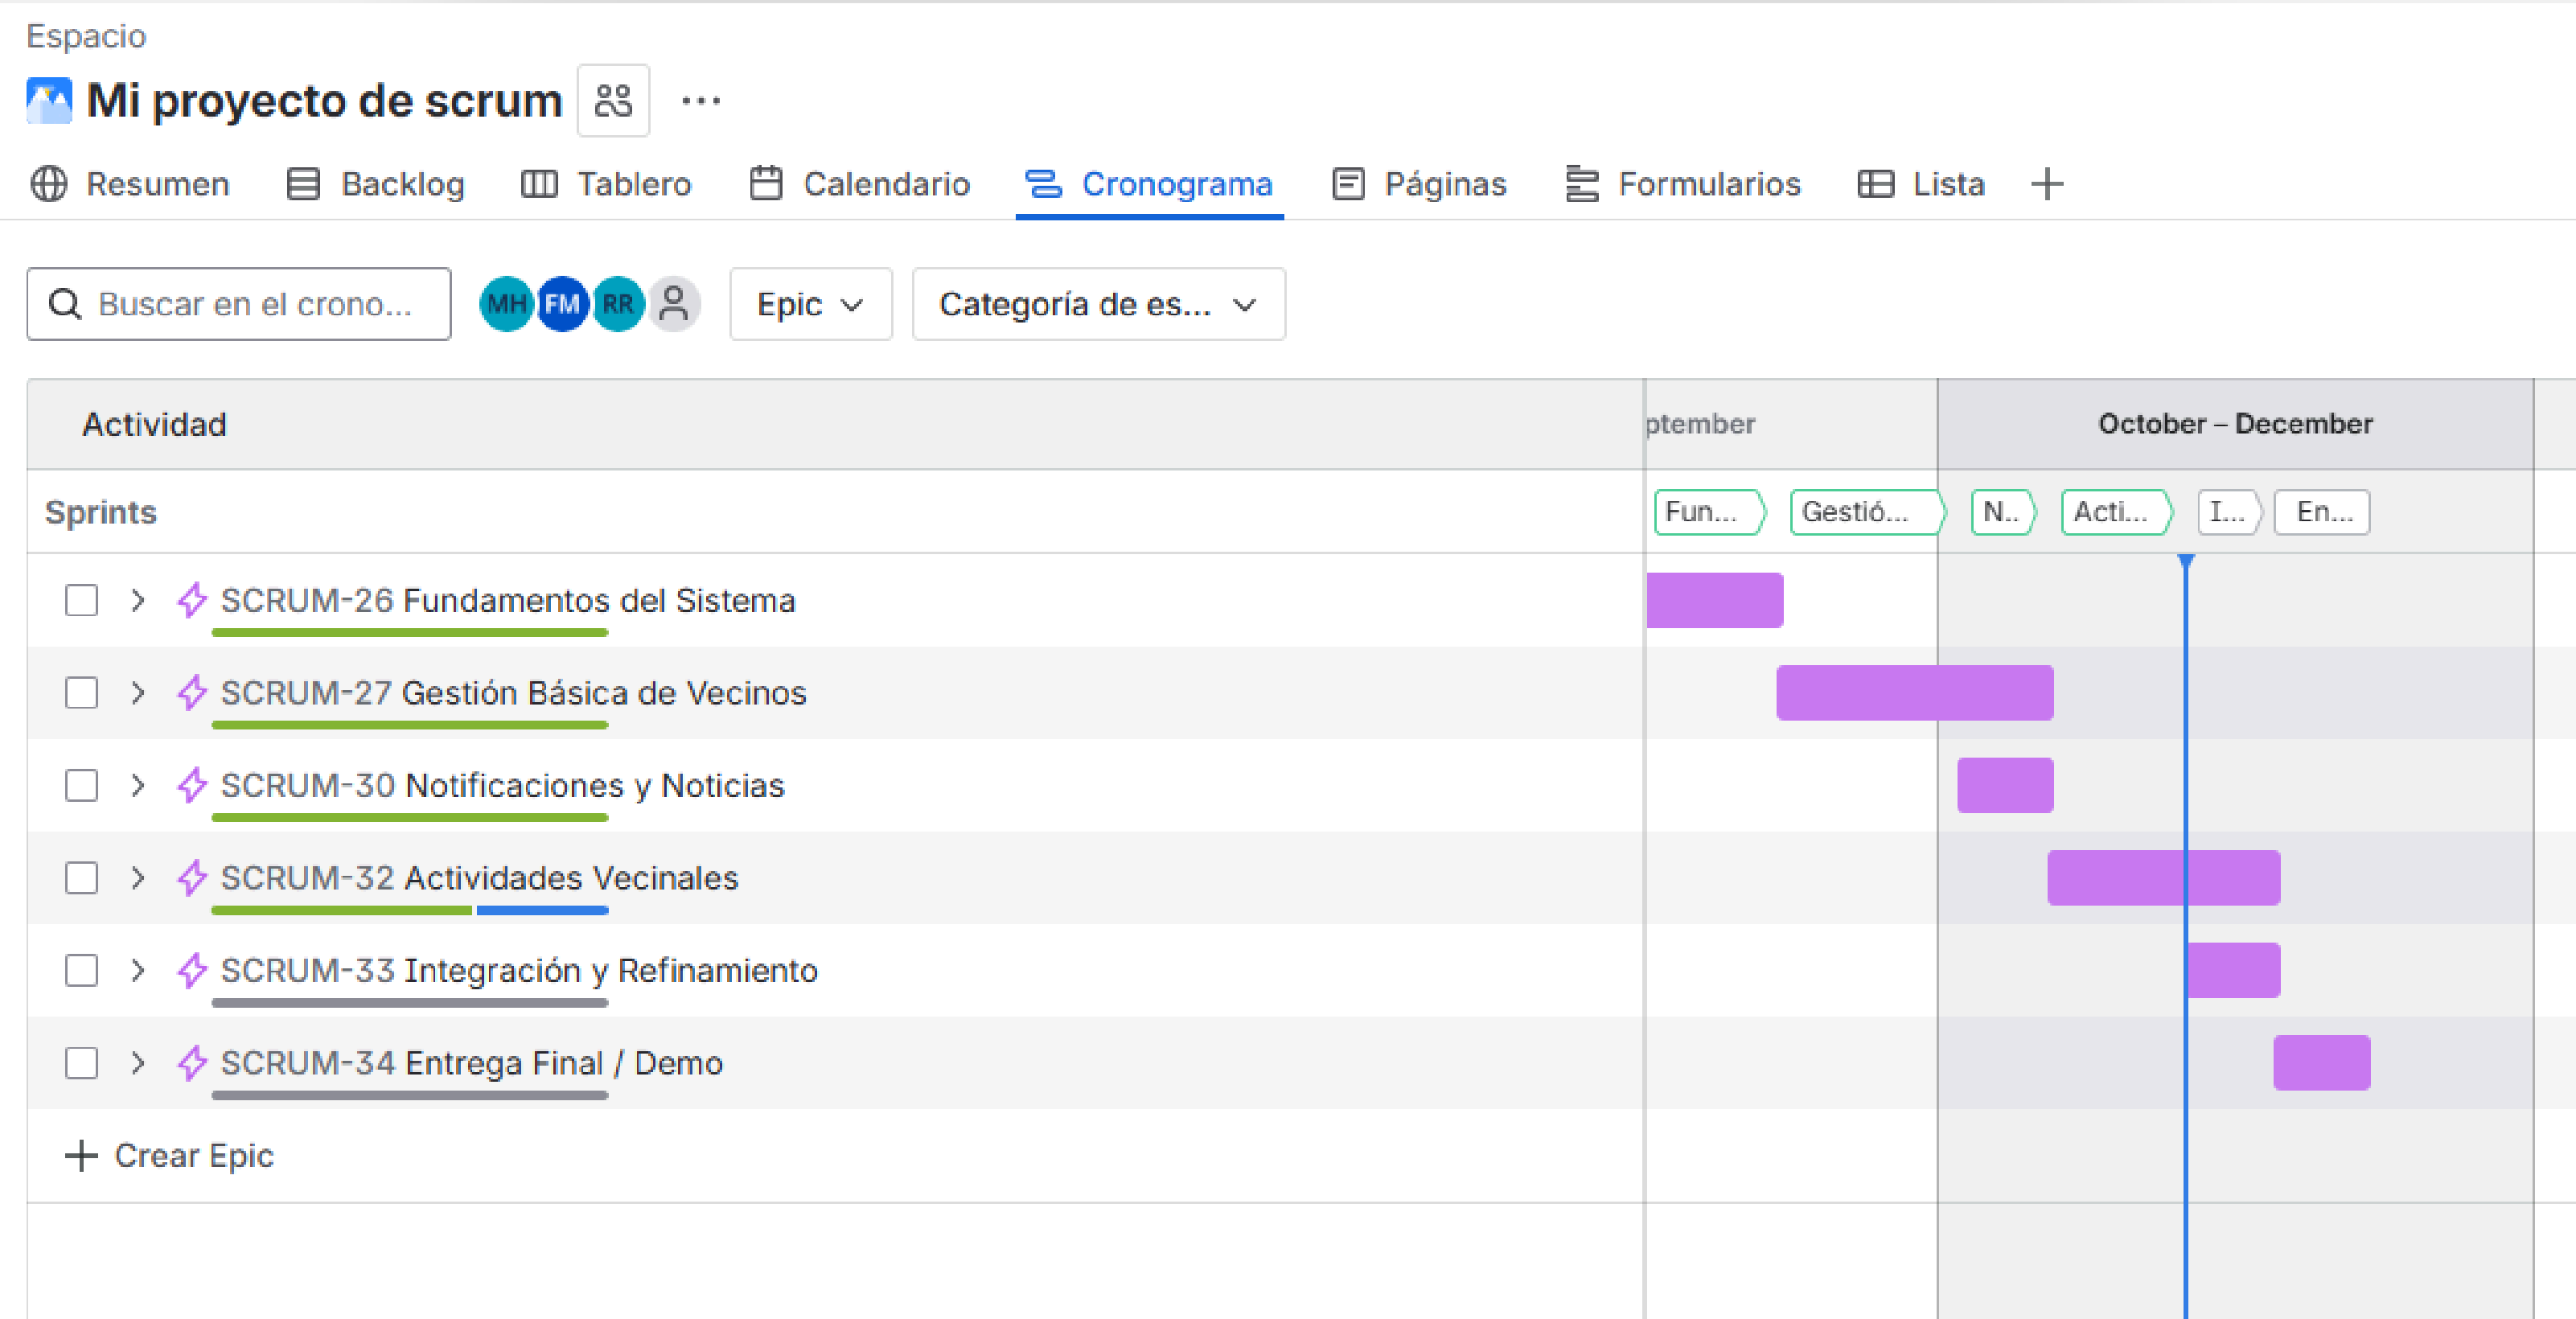 Espacio
Mi proyecto de scrum
Resumen Backlog Tablero Calendario Cronograma Páginas Formularios Lista
Buscar en el crono... MH FM RR Epic Categoría de es...
Actividad ptember October – December
Sprints Fun... Gestió... N.. Acti... I... En...
SCRUM-26 Fundamentos del Sistema
SCRUM-27 Gestión Básica de Vecinos
SCRUM-30 Notificaciones y Noticias
SCRUM-32 Actividades Vecinales
SCRUM-33 Integración y Refinamiento
SCRUM-34 Entrega Final / Demo
Crear Epic